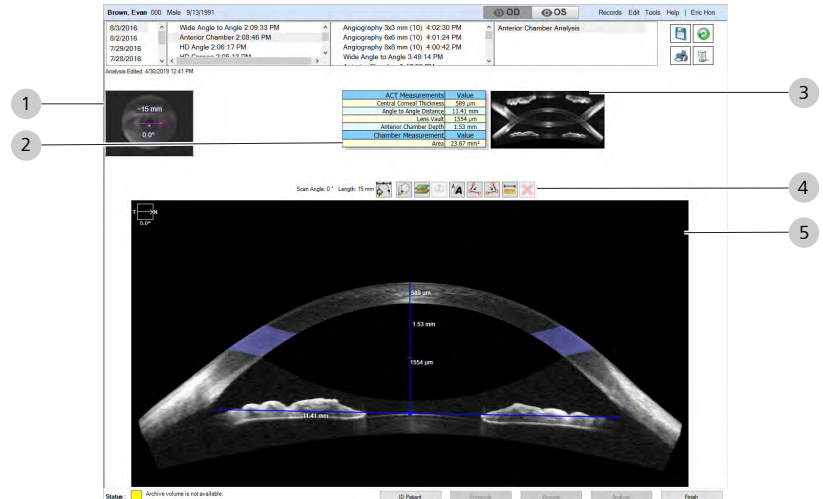 Brown, Evan 000 Male 9/13/1991
OD
OS
Records Edit Tools Help | Eric Hon
8/3/2016
8/2/2016
7/29/2016
7/28/2016
Wide Angle to Angle 2:09:33 PM
Anterior Chamber 2:08:46 PM
HD Angle 2:06:17 PM
Angiography 3x3 mm (10) 4:02:30 PM
Angiography 6x6 mm (10) 4:01:24 PM
Angiography 8x8 mm (10) 4:00:42 PM
Wide Angle to Angle 3:49:14 PM
Anterior Chamber Analysis
Analysis Edited: 4/30/2019 12:41 PM
1
~15 mm
0.0°
2
ACT Measurements Value
Central Corneal Thickness 589 µm
Angle to Angle Distance 11.41 mm
Lens Vault 1554 µm
Anterior Chamber Depth 1.53 mm
Chamber Measurement Value
Area 23.87 mm²
3
Scan Angle: 0° Length: 15 mm
4
5
T N
0.0°
589 µm
1.53 mm
1554 µm
11.41 mm
Status : Archive volume is not available.
ID Patient
Finish